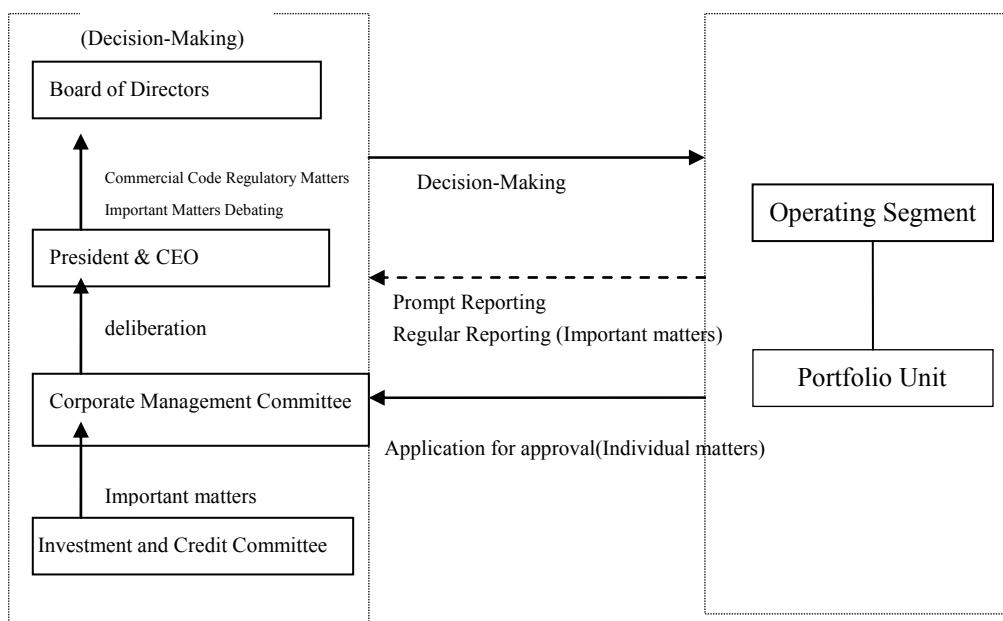 (Decision-Making)
Board of Directors
Commercial Code Regulatory Matters
Important Matters Debating
President & CEO
deliberation
Corporate Management Committee
Important matters
Investment and Credit Committee
Decision-Making
Prompt Reporting
Regular Reporting (Important matters)
Application for approval(Individual matters)
Operating Segment
Portfolio Unit